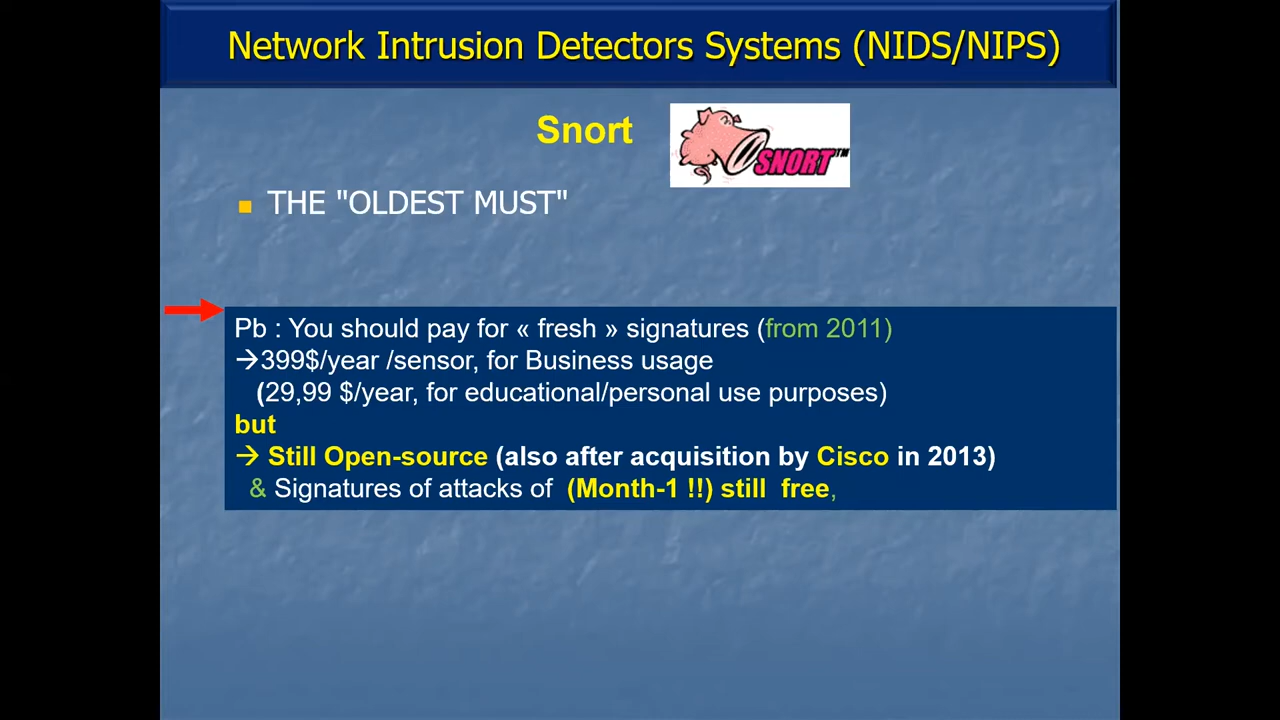 Network Intrusion Detectors Systems (NIDS/NIPS)
Snort
SNORT™
THE "OLDEST MUST"
Pb : You should pay for « fresh » signatures (from 2011)
→399$/year /sensor, for Business usage
(29,99 $/year, for educational/personal use purposes)
but
→ Still Open-source (also after acquisition by Cisco in 2013)
& Signatures of attacks of (Month-1 !!) still free,